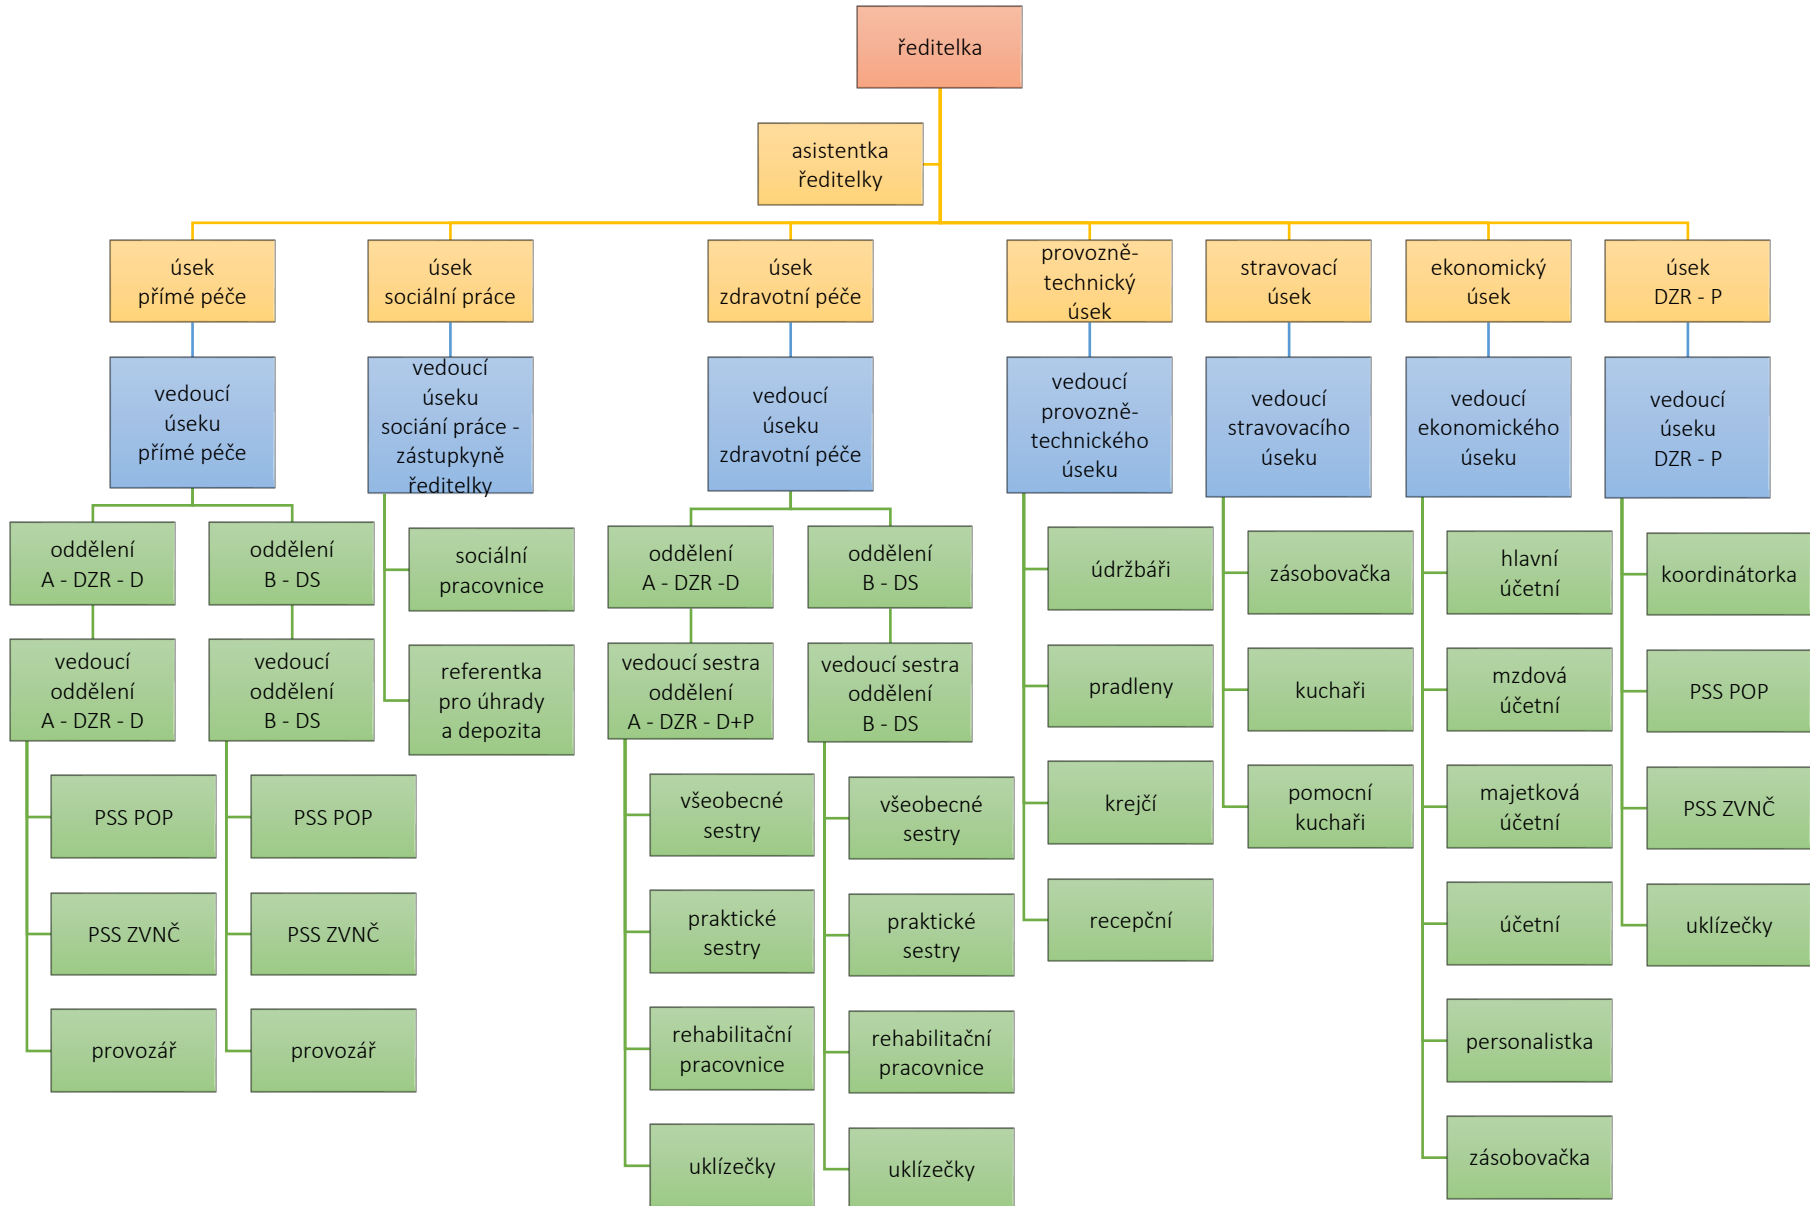 ředitelka
asistentka
ředitelky
úsek
přímé péče
úsek
sociální práce
úsek
zdravotní péče
provozně-
technický
úsek
stravovací
úsek
ekonomický
úsek
úsek
DZR - P
vedoucí
úseku
přímé péče
vedoucí
úseku
sociání práce -
zástupkyně
ředitelky
vedoucí
úseku
zdravotní péče
vedoucí
provozně-
technického
úseku
vedoucí
stravovacího
úseku
vedoucí
ekonomického
úseku
vedoucí
úseku
DZR - P
oddělení
A - DZR - D
vedoucí
oddělení
A - DZR - D
PSS POP
PSS ZVNČ
provozář
oddělení
B - DS
vedoucí
oddělení
B - DS
PSS POP
PSS ZVNČ
provozář
sociální
pracovnice
referentka
pro úhrady
a depozita
oddělení
A - DZR -D
vedoucí sestra
oddělení
A - DZR - D+P
všeobecné
sestry
praktické
sestry
rehabilitační
pracovnice
uklízečky
oddělení
B - DS
vedoucí sestra
oddělení
B - DS
všeobecné
sestry
praktické
sestry
rehabilitační
pracovnice
uklízečky
údržbáři
pradleny
krejčí
recepční
zásobovačka
kuchaři
pomocní
kuchaři
hlavní
účetní
mzdová
účetní
majetková
účetní
účetní
personalistka
zásobovačka
koordinátorka
PSS POP
PSS ZVNČ
uklízečky